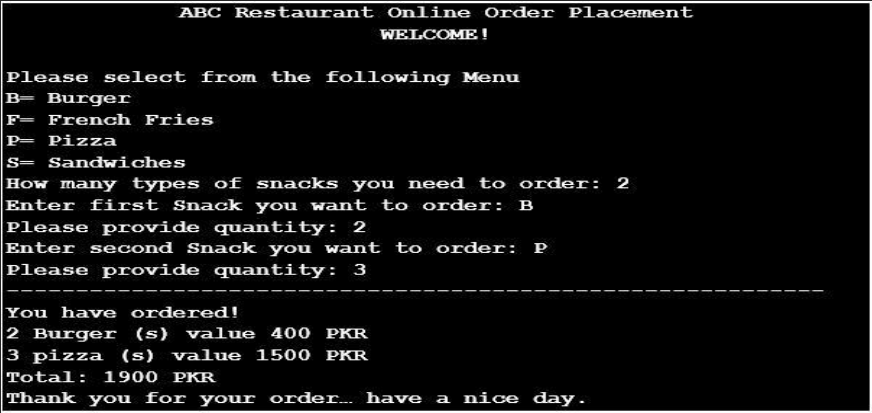 ABC Restaurant Online Order Placement
WELCOME!
Please select from the following Menu
B= Burger
F= French Fries
P= Pizza
S= Sandwiches
How many types of snacks you need to order: 2
Enter first Snack you want to order: B
Please provide quantity: 2
Enter second Snack you want to order: P
Please provide quantity: 3
-----------------------------------------------------------
You have ordered!
2 Burger (s) value 400 PKR
3 pizza (s) value 1500 PKR
Total: 1900 PKR
Thank you for your order… have a nice day.